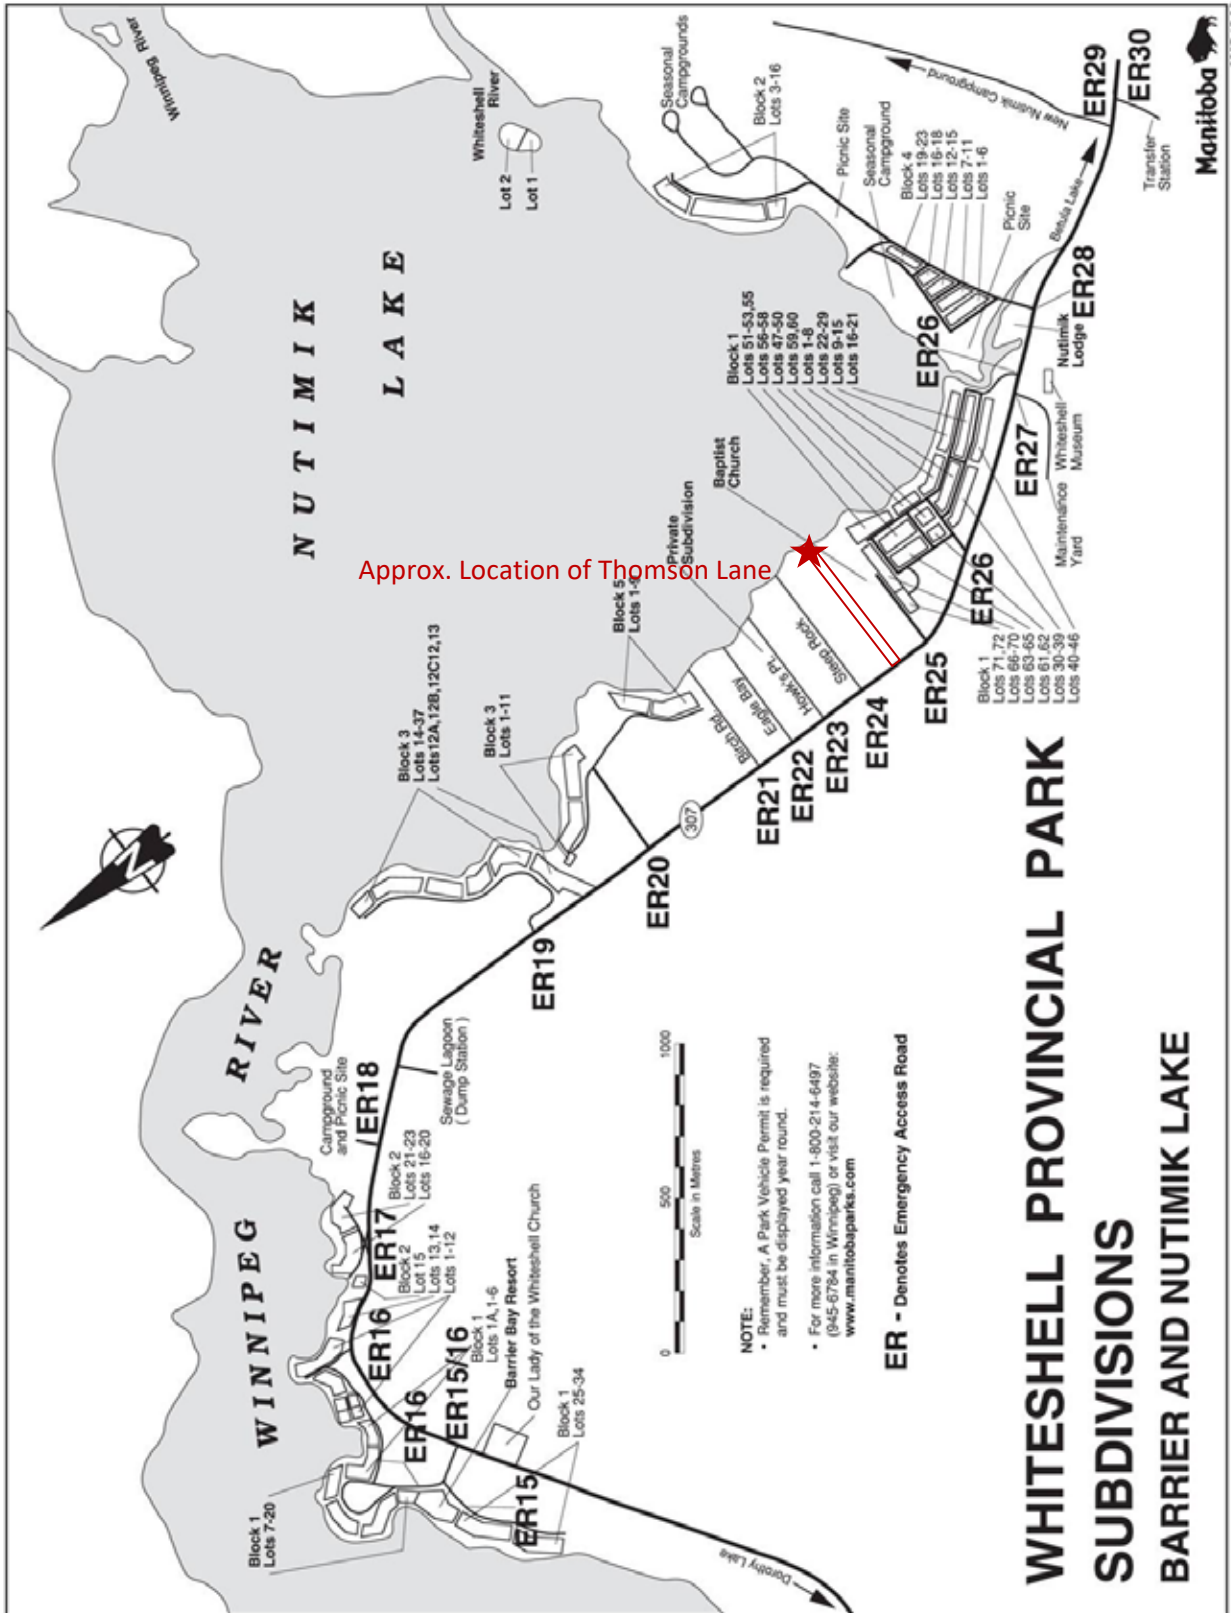 WHITESHELL PROVINCIAL PARK
SUBDIVISIONS
BARRIER AND NUTIMIK LAKE
Manitoba
Approx. Location of Thomson Lane
WINNIPEG
RIVER
NUTIMIK
LAKE
Winnipeg River
Whiteshell
River
Lot 2
Lot 1
Seasonal
Campgrounds
Block 2
Lots 3-16
Picnic Site
Seasonal
Campground
Block 4
Lots 19-23
Lots 16-18
Lots 12-15
Lots 7-11
Lots 1-6
Picnic
Site
New Nutimik Campground
Betula Lake
Transfer
Station
ER29
ER30
ER28
Nutimik
Lodge
Whiteshell
Museum
Maintenance
Yard
ER27
ER26
Block 1
Lots 51-53,55
Lots 56-58
Lots 47-50
Lots 59,60
Lots 1-8
Lots 22-29
Lots 9-15
Lots 16-21
Baptist
Church
Private
Subdivision
ER26
Block 1
Lots 71,72
Lots 66-70
Lots 63-65
Lots 61,62
Lots 30-39
Lots 40-46
ER25
ER24
ER23
ER22
ER21
Steep Rock
Howk's Pt.
Eagle Bay
Birch Rd.
307
Block 5
Lots 1-9
ER20
Block 3
Lots 1-11
Block 3
Lots 14-37
Lots12A,12B,12C12,13
ER19
Sewage Lagoon
( Dump Station )
ER18
Campground
and Picnic Site
Block 2
Lots 21-23
Lots 16-20
ER17
Block 2
Lot 15
Lots 13,14
Lots 1-12
ER16
ER15/16
Block 1
Lots 1A,1-6
Barrier Bay Resort
Our Lady of the Whiteshell Church
ER16
Block 1
Lots 25-34
ER15
Block 1
Lots 7-20
Dorothy Lake
0 500 1000
Scale in Metres
NOTE:
• Remember, A Park Vehicle Permit is required
and must be displayed year round.
• For more information call 1-800-214-6497
(945-6784 in Winnipeg) or visit our website:
www.manitobaparks.com
ER - Denotes Emergency Access Road
N